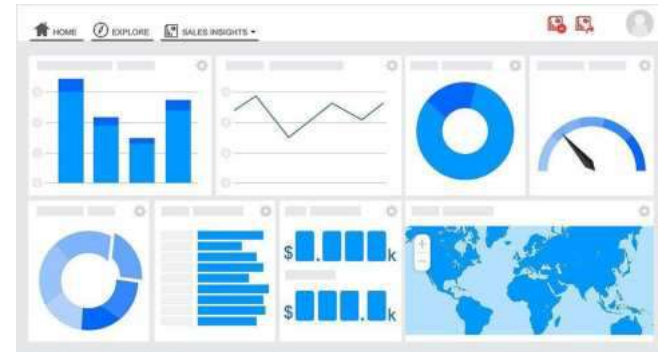 HOME EXPLORE SALES INSIGHTS
$ . k
$ . k
+
−